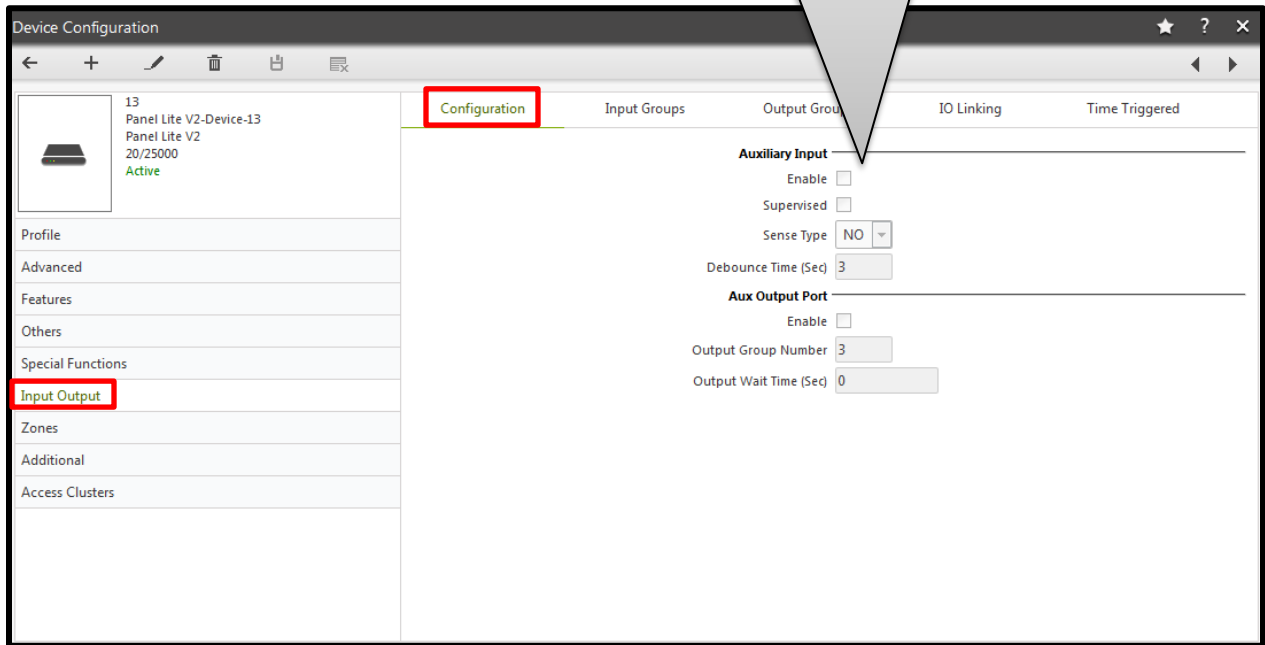 Device Configuration
?
13
Panel Lite V2-Device-13
Panel Lite V2
20/25000
Active
Profile
Advanced
Features
Others
Special Functions
Input Output
Zones
Additional
Access Clusters
Configuration Input Groups Output Grou IO Linking Time Triggered
Auxiliary Input
Enable
Supervised
Sense Type NO
Debounce Time (Sec) 3
Aux Output Port
Enable
Output Group Number 3
Output Wait Time (Sec) 0